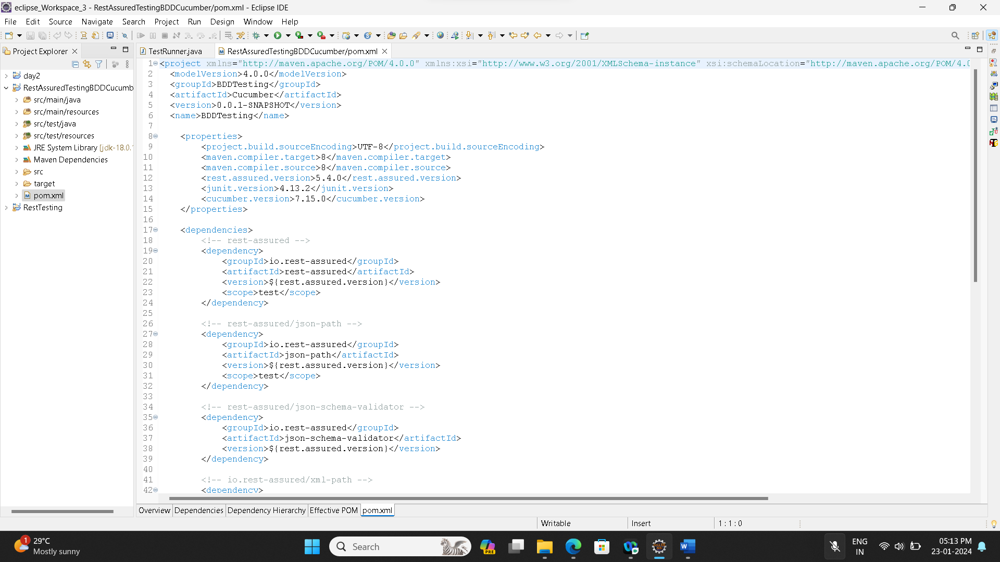 eclipse_Workspace_3 - RestAssuredTestingBDDCucumber/pom.xml - Eclipse IDE
File Edit Source Navigate Search Project Run Design Window Help
Project Explorer
TestRunner.java
RestAssuredTestingBDDCucumber/pom.xml
day2
RestAssuredTestingBDDCucumb
src/main/java
src/main/resources
src/test/java
src/test/resources
JRE System Library [jdk-18.0.1
Maven Dependencies
src
target
pom.xml
RestTesting
1 <project xmlns="http://maven.apache.org/POM/4.0.0" xmlns:xsi="http://www.w3.org/2001/XMLSchema-instance" xsi:schemaLocation="http://maven.apache.org/POM/4.0
2 <modelVersion>4.0.0</modelVersion>
3 <groupId>BDDTesting</groupId>
4 <artifactId>Cucumber</artifactId>
5 <version>0.0.1-SNAPSHOT</version>
6 <name>BDDTesting</name>
7
8 <properties>
9 <project.build.sourceEncoding>UTF-8</project.build.sourceEncoding>
10 <maven.compiler.target>8</maven.compiler.target>
11 <maven.compiler.source>8</maven.compiler.source>
12 <rest.assured.version>5.4.0</rest.assured.version>
13 <junit.version>4.13.2</junit.version>
14 <cucumber.version>7.15.0</cucumber.version>
15 </properties>
16
17 <dependencies>
18 <!-- rest-assured -->
19 <dependency>
20 <groupId>io.rest-assured</groupId>
21 <artifactId>rest-assured</artifactId>
22 <version>${rest.assured.version}</version>
23 <scope>test</scope>
24 </dependency>
25
26 <!-- rest-assured/json-path -->
27 <dependency>
28 <groupId>io.rest-assured</groupId>
29 <artifactId>json-path</artifactId>
30 <version>${rest.assured.version}</version>
31 <scope>test</scope>
32 </dependency>
33
34 <!-- rest-assured/json-schema-validator -->
35 <dependency>
36 <groupId>io.rest-assured</groupId>
37 <artifactId>json-schema-validator</artifactId>
38 <version>${rest.assured.version}</version>
39 </dependency>
40
41 <!-- io.rest-assured/xml-path -->
42 <dependency>
Overview Dependencies Dependency Hierarchy Effective POM pom.xml
Writable Insert 1 : 1 : 0
1
29°C
Mostly sunny
Search
PRE
ENG
IN
05:13 PM
23-01-2024